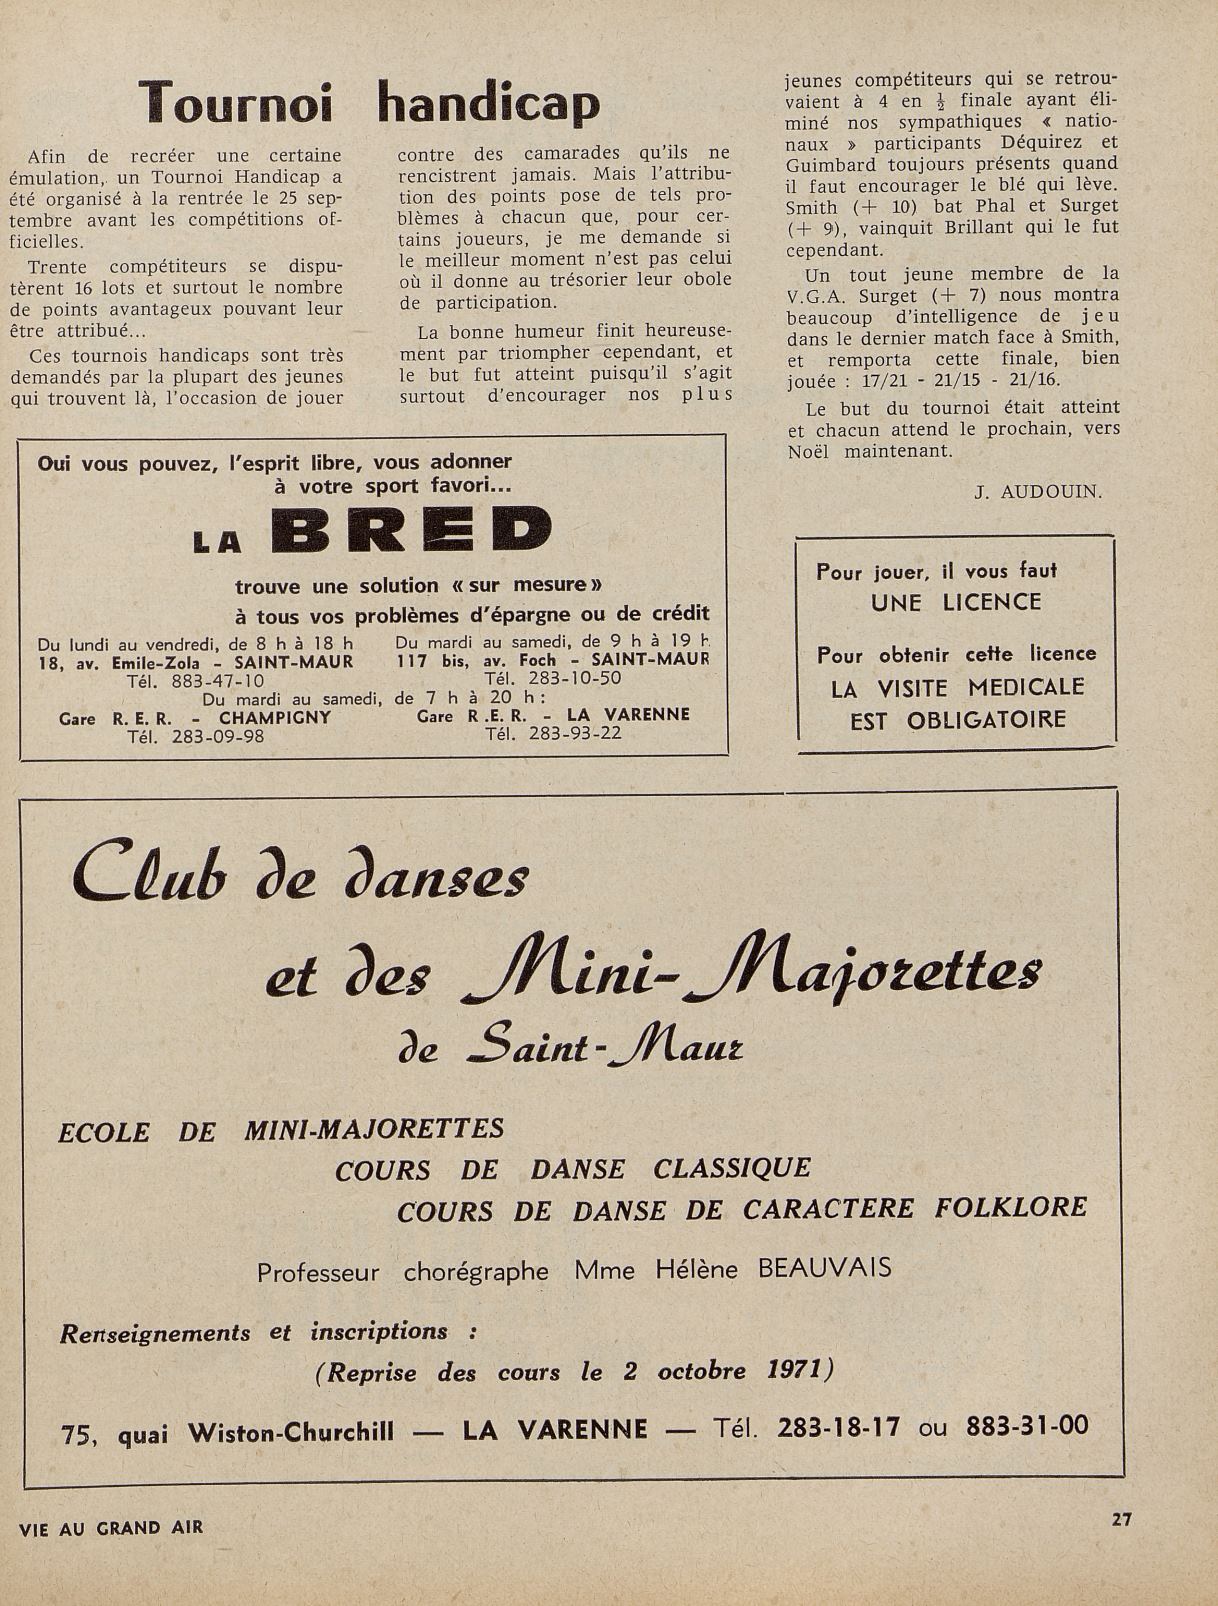 Tournoi handicap
Afin de recréer une certaine
émulation, un Tournoi Handicap a
été organisé à la rentrée le 25 sep-
tembre avant les compétitions of-
ficielles.
Trente compétiteurs se dispu-
tèrent 16 lots et surtout le nombre
de points avantageux pouvant leur
être attribué...
Ces tournois handicaps sont très
demandés par la plupart des jeunes
qui trouvent là, l'occasion de jouer
contre des camarades qu'ils ne
rencistrent jamais. Mais l'attribu-
tion des points pose de tels pro-
blèmes à chacun que, pour cer-
tains joueurs, je me demande si
le meilleur moment n'est pas celui
où il donne au trésorier leur obole
de participation.
La bonne humeur finit heureuse-
ment par triompher cependant, et
le but fut atteint puisqu'il s'agit
surtout d'encourager nos plus
jeunes compétiteurs qui se retrou-
vaient à 4 en ½ finale ayant éli-
miné nos sympathiques « natio-
naux » participants Déquirez et
Guimbard toujours présents quand
il faut encourager le blé qui lève.
Smith (+ 10) bat Phal et Surget
(+ 9), vainquit Brillant qui le fut
cependant.
Un tout jeune membre de la
V.G.A. Surget (+ 7) nous montra
beaucoup d'intelligence de jeu
dans le dernier match face à Smith,
et remporta cette finale, bien
jouée : 17/21 - 21/15 - 21/16.
Le but du tournoi était atteint
et chacun attend le prochain, vers
Noël maintenant.
J. AUDOUIN.
Oui vous pouvez, l'esprit libre, vous adonner
à votre sport favori...
LA BRED
trouve une solution « sur mesure »
à tous vos problèmes d'épargne ou de crédit
Du lundi au vendredi, de 8 h à 18 h
18, av. Emile-Zola - SAINT-MAUR
Tél. 883-47-10
Du mardi au samedi, de 9 h à 19 h
117 bis, av. Foch - SAINT-MAUR
Tél. 283-10-50
Du mardi au samedi, de 7 h à 20 h :
Gare R. E. R. - CHAMPIGNY
Tél. 283-09-98
Gare R .E. R. - LA VARENNE
Tél. 283-93-22
Pour jouer, il vous faut
UNE LICENCE
Pour obtenir cette licence
LA VISITE MEDICALE
EST OBLIGATOIRE
Club de danses
et des Mini-Majorettes
de Saint-Maur
ECOLE DE MINI-MAJORETTES
COURS DE DANSE CLASSIQUE
COURS DE DANSE DE CARACTERE FOLKLORE
Professeur chorégraphe Mme Hélène BEAUVAIS
Renseignements et inscriptions :
(Reprise des cours le 2 octobre 1971)
75, quai Wiston-Churchill — LA VARENNE — Tél. 283-18-17 ou 883-31-00
VIE AU GRAND AIR
27